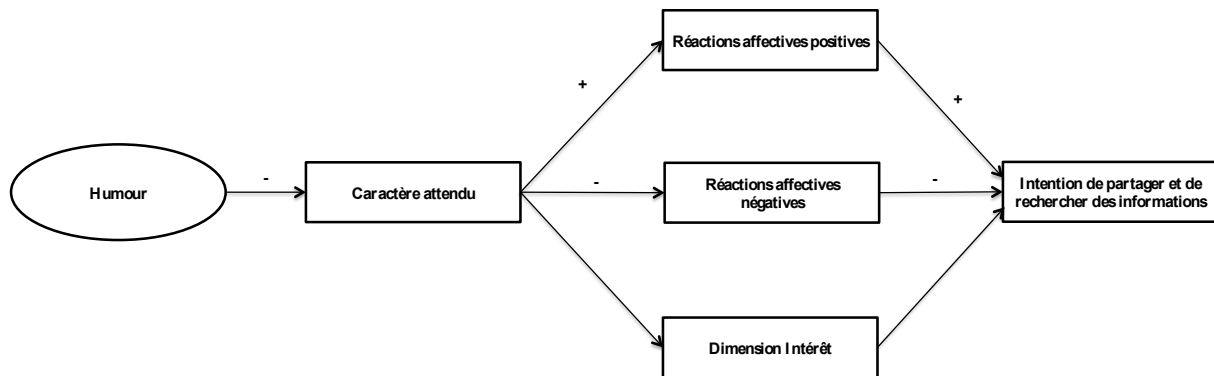 Réactions affectives positives
+
+
Humour
-
Caractère attendu
-
Réactions affectives
négatives
-
Intention de partager et de
rechercher des informations
Dimension Intérêt